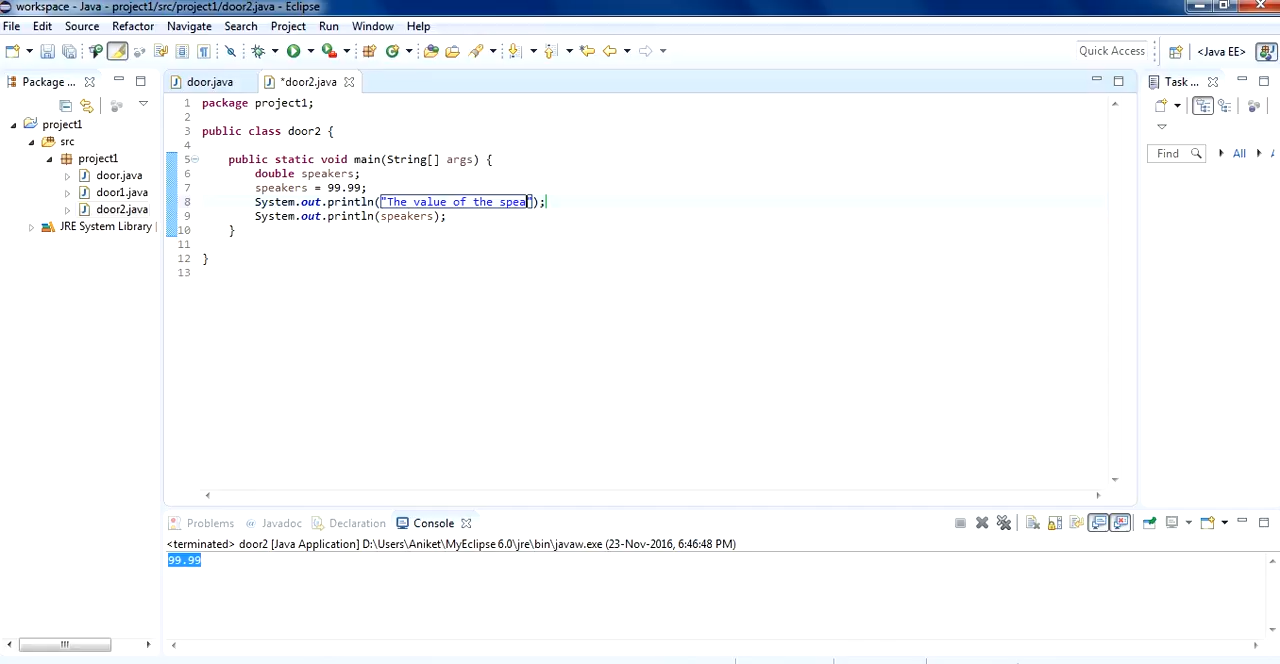 workspace - Java - project1/src/project1/door2.java - Eclipse
File Edit Source Refactor Navigate Search Project Run Window Help
Quick Access <Java EE>
Package ... door.java *door2.java Task ...
project1
src
project1
door.java
door1.java
door2.java
JRE System Library
1 package project1;
2
3 public class door2 {
4
5 public static void main(String[] args) {
6 double speakers;
7 speakers = 99.99;
8 System.out.println("The value of the spea");
9 System.out.println(speakers);
10 }
11
12 }
13
Find All
Problems @ Javadoc Declaration Console
<terminated> door2 [Java Application] D:\Users\Aniket\MyEclipse 6.0\jre\bin\javaw.exe (23-Nov-2016, 6:46:48 PM)
99.99